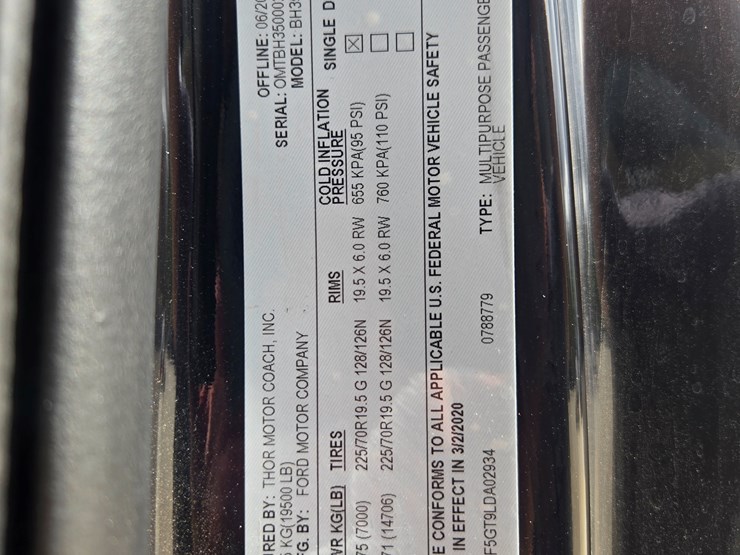 RED BY: THOR MOTOR COACH, INC. OFFLINE: 06/20
KG(19500 LB) SERIAL: OMTBH35000
G. BY: FORD MOTOR COMPANY MODEL: BH3
VR KG(LB) TIRES RIMS COLD INFLATION PRESSURE SINGLE D
75 (7000) 225/70R19.5 G 128/126N 19.5 X 6.0 RW 655 KPA(95 PSI)
71 (14706) 225/70R19.5 G 128/126N 19.5 X 6.0 RW 760 KPA(110 PSI)
E CONFORMS TO ALL APPLICABLE U.S. FEDERAL MOTOR VEHICLE SAFETY
IN EFFECT IN 3/2/2020
F5GT9LDA02934 0788779 TYPE: MULTIPURPOSE PASSENGE
VEHICLE